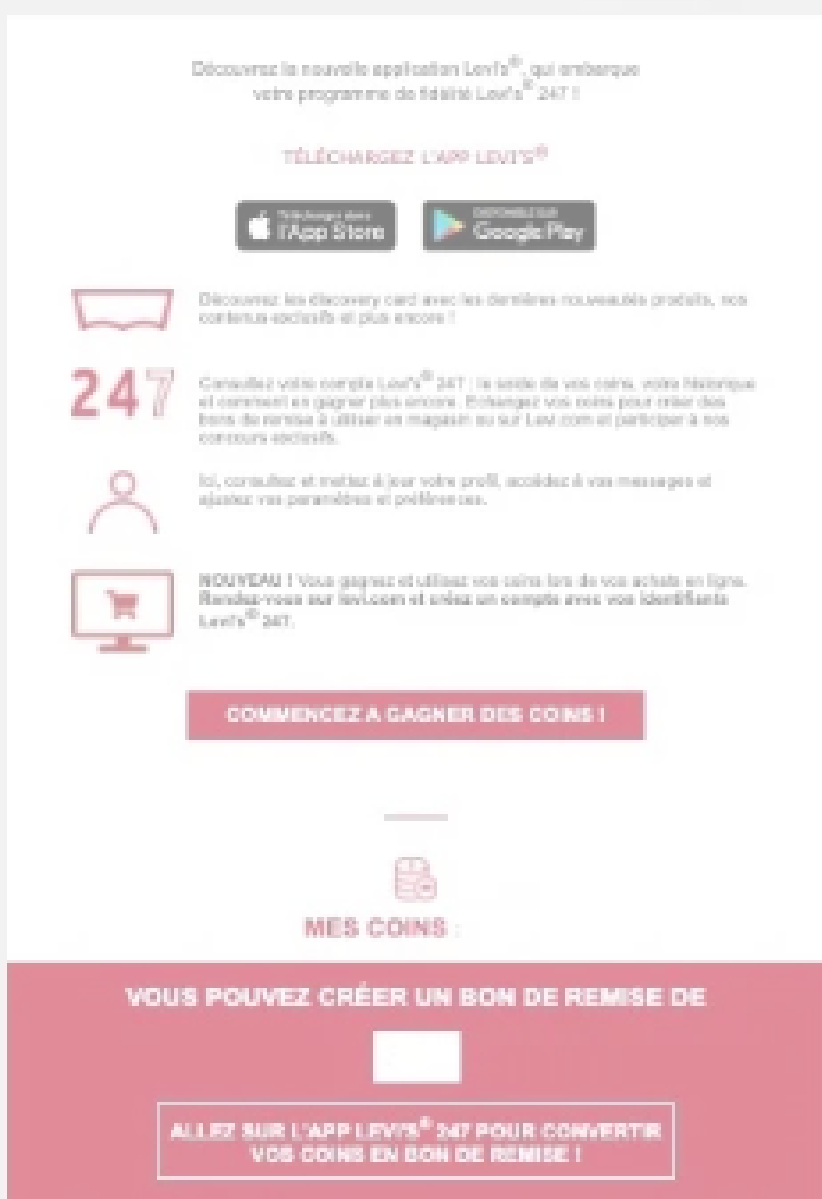 Découvrez la nouvelle application Levi's®, qui embarque
votre programme de fidélité Levi's® 247 !
TÉLÉCHARGEZ L'APP LEVI'S®
Télécharger dans
l'App Store
DISPONIBLE SUR
Google Play
Découvrez les discovery card avec les dernières nouveautés produits, nos
contenus exclusifs et plus encore !
247
Consultez votre compte Levi's® 247 : le solde de vos coins, votre historique
et comment en gagner plus encore. Echangez vos coins pour créer des
bons de remise à utiliser en magasin ou sur Levi.com et participer à nos
concours exclusifs.
Ici, consultez et mettez à jour votre profil, accédez à vos messages et
ajustez vos paramètres et préférences.
NOUVEAU ! Vous gagnez et utilisez vos coins lors de vos achats en ligne.
Rendez-vous sur levi.com et créez un compte avec vos identifiants
Levi's® 247.
COMMENCEZ A GAGNER DES COINS !
MES COINS :
VOUS POUVEZ CRÉER UN BON DE REMISE DE
ALLEZ SUR L'APP LEVI'S® 247 POUR CONVERTIR
VOS COINS EN BON DE REMISE !